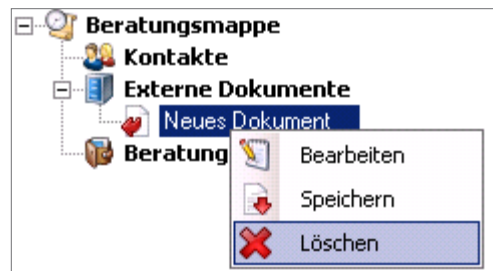 Beratungsmappe
Kontakte
Externe Dokumente
Neues Dokument
Beratung
Bearbeiten
Speichern
Löschen